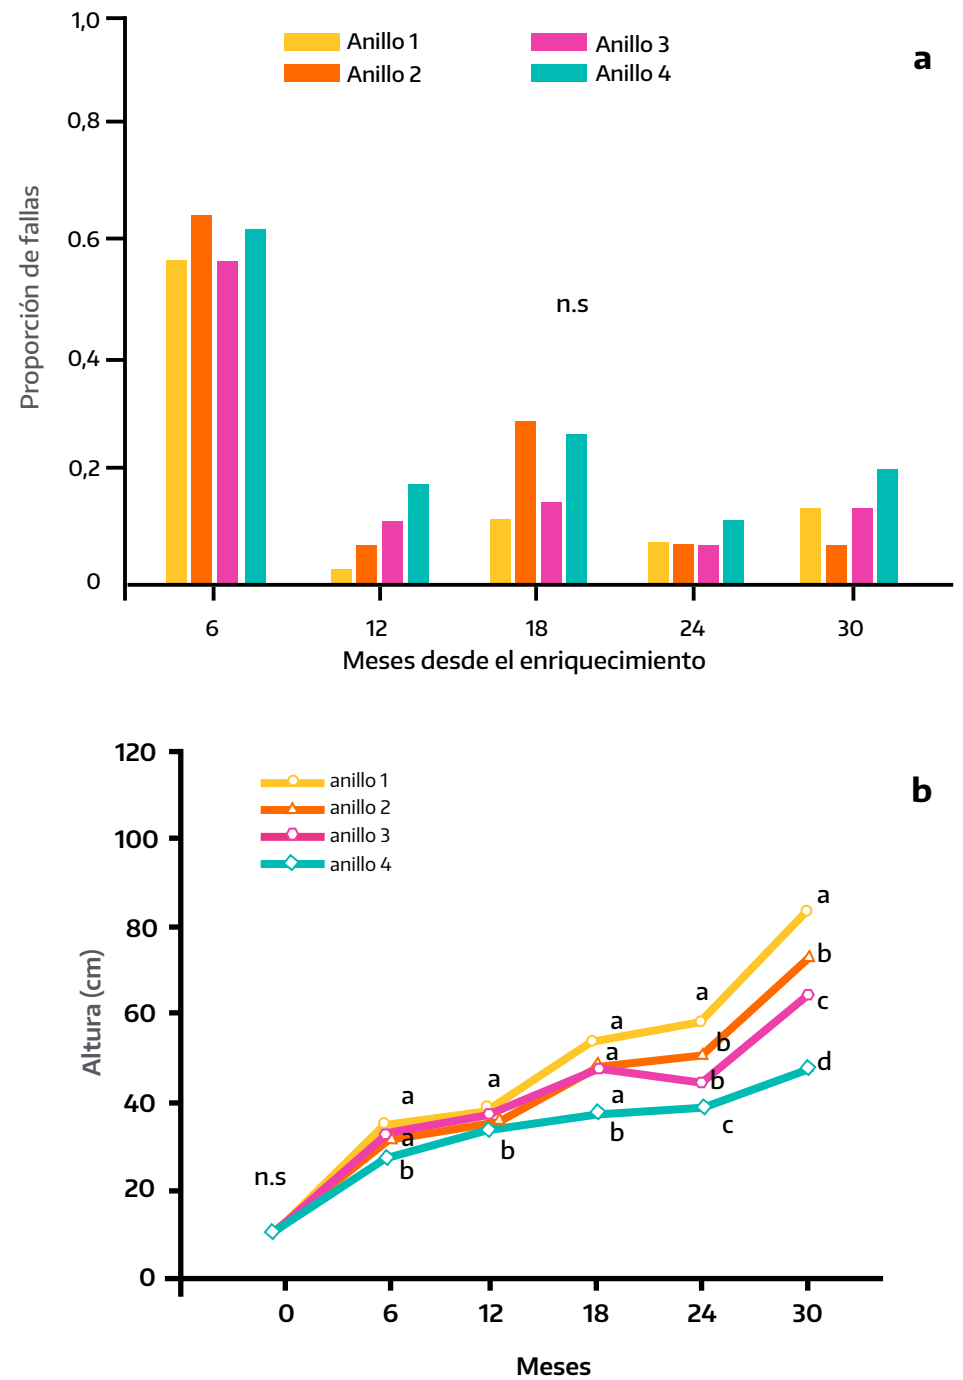 1,0
Anillo 1
Anillo 3
a
Anillo 2
Anillo 4
0,8
0.6
n.s
0,4
0,2
0
Proporción de fallas
6 12 18 24 30
Meses desde el enriquecimiento
120
anillo 1
b
anillo 2
100
anillo 3
anillo 4
80
60
40
20
0
Altura (cm)
n.s
a
a
b
a
b
a
a
a
b
a
b
b
c
a
b
c
d
0 6 12 18 24 30
Meses